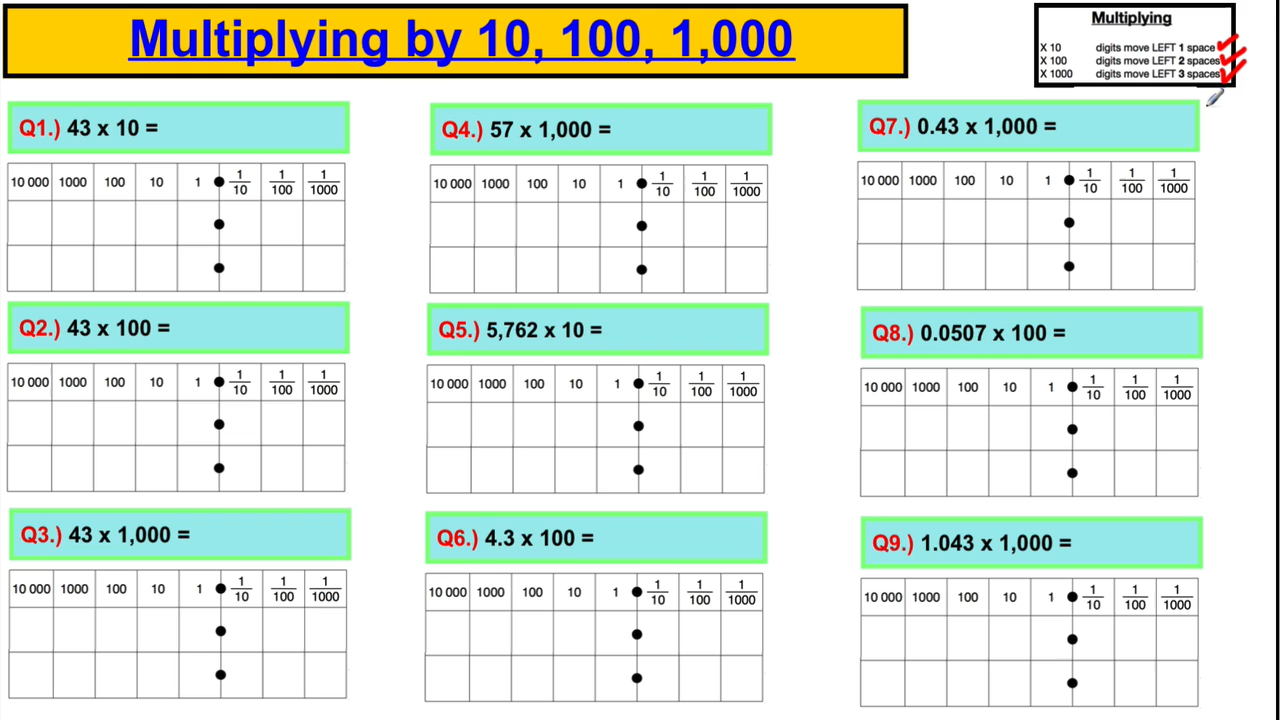 Multiplying by 10, 100, 1,000
Multiplying
X 10 digits move LEFT 1 space
X 100 digits move LEFT 2 spaces
X 1000 digits move LEFT 3 spaces
Q1.) 43 x 10 =
10 000 1000 100 10 1 • 1/10 1/100 1/1000
Q2.) 43 x 100 =
10 000 1000 100 10 1 • 1/10 1/100 1/1000
Q3.) 43 x 1,000 =
10 000 1000 100 10 1 • 1/10 1/100 1/1000
Q4.) 57 x 1,000 =
10 000 1000 100 10 1 • 1/10 1/100 1/1000
Q5.) 5,762 x 10 =
10 000 1000 100 10 1 • 1/10 1/100 1/1000
Q6.) 4.3 x 100 =
10 000 1000 100 10 1 • 1/10 1/100 1/1000
Q7.) 0.43 x 1,000 =
10 000 1000 100 10 1 • 1/10 1/100 1/1000
Q8.) 0.0507 x 100 =
10 000 1000 100 10 1 • 1/10 1/100 1/1000
Q9.) 1.043 x 1,000 =
10 000 1000 100 10 1 • 1/10 1/100 1/1000